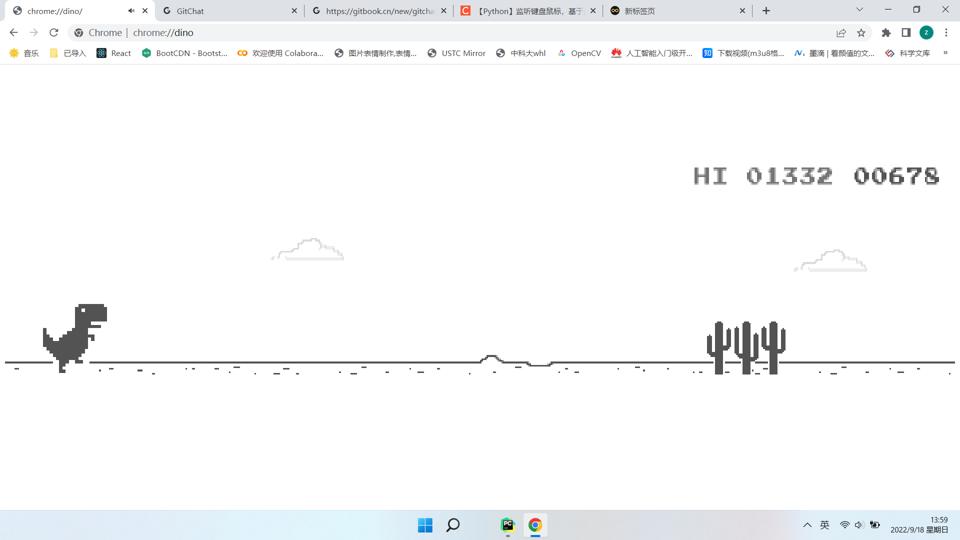 chrome://dino/
GitChat
https://gitbook.cn/new/gitcha
【Python】监听键盘鼠标，基于
新标签页
Chrome | chrome://dino
音乐
已导入
React
BootCDN - Bootst...
欢迎使用 Colabora...
图片表情制作,表情...
USTC Mirror
中科大whl
OpenCV
人工智能入门极开...
下载视频(m3u8格...
墨滴 | 看颜值的文...
科学文库
HI 01332 00678
英
13:59
2022/9/18 星期日